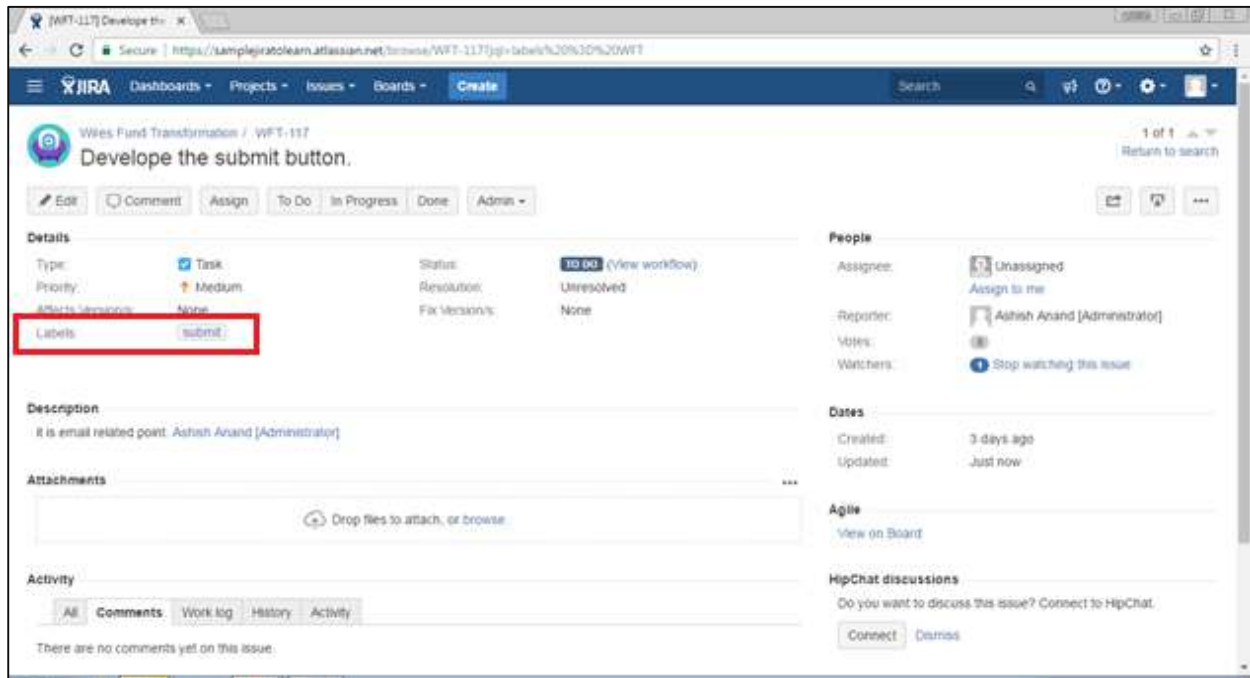 [WFT-117] Develope the
Secure | https://samplejiratolearn.atlassian.net/browse/WFT-117?jql=labels%20%3D%20WFT
JIRA Dashboards Projects Issues Boards Create Search
Wires Fund Transformation / WFT-117
1 of 1
Develope the submit button.
Return to search
Edit Comment Assign To Do In Progress Done Admin
Details
Type: Task
Status: TO DO (View workflow)
Priority: Medium
Resolution: Unresolved
Affects Version/s: None
Fix Version/s: None
Labels: submit
People
Assignee: Unassigned
Assign to me
Reporter: Ashish Anand [Administrator]
Votes: 0
Watchers: 1 Stop watching this issue
Description
it is email related point. Ashish Anand [Administrator]
Dates
Created: 3 days ago
Updated: Just now
Attachments
Drop files to attach, or browse.
Agile
View on Board
Activity
All Comments Work log History Activity
There are no comments yet on this issue.
HipChat discussions
Do you want to discuss this issue? Connect to HipChat.
Connect Dismiss